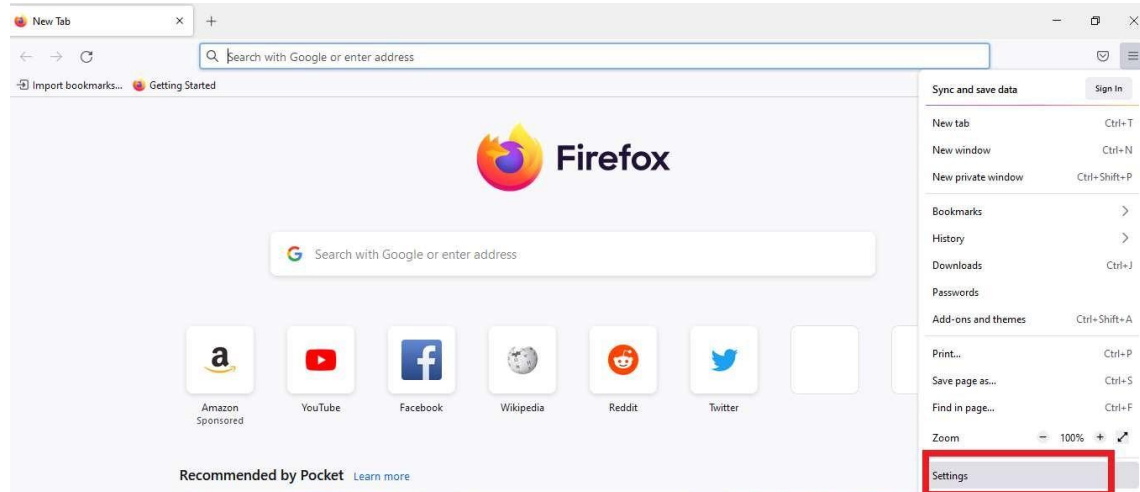 New Tab
Search with Google or enter address
Import bookmarks... Getting Started
Sync and save data Sign In
New tab Ctrl+T
New window Ctrl+N
New private window Ctrl+Shift+P
Bookmarks
History
Downloads Ctrl+J
Passwords
Add-ons and themes Ctrl+Shift+A
Print... Ctrl+P
Save page as... Ctrl+S
Find in page... Ctrl+F
Zoom - 100% +
Settings
Firefox
Search with Google or enter address
Amazon YouTube Facebook Wikipedia Reddit Twitter
Sponsored
Recommended by Pocket Learn more